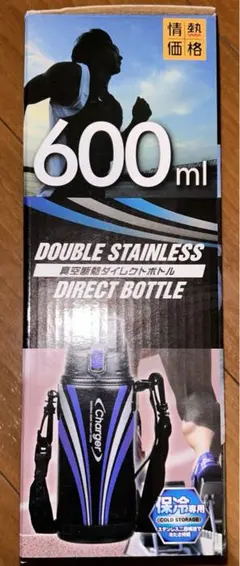 情熱
価格
600ml
DOUBLE STAINLESS
真空断熱ダイレクトボトル
DIRECT BOTTLE
Charger
保冷専用
(COLD STORAGE)